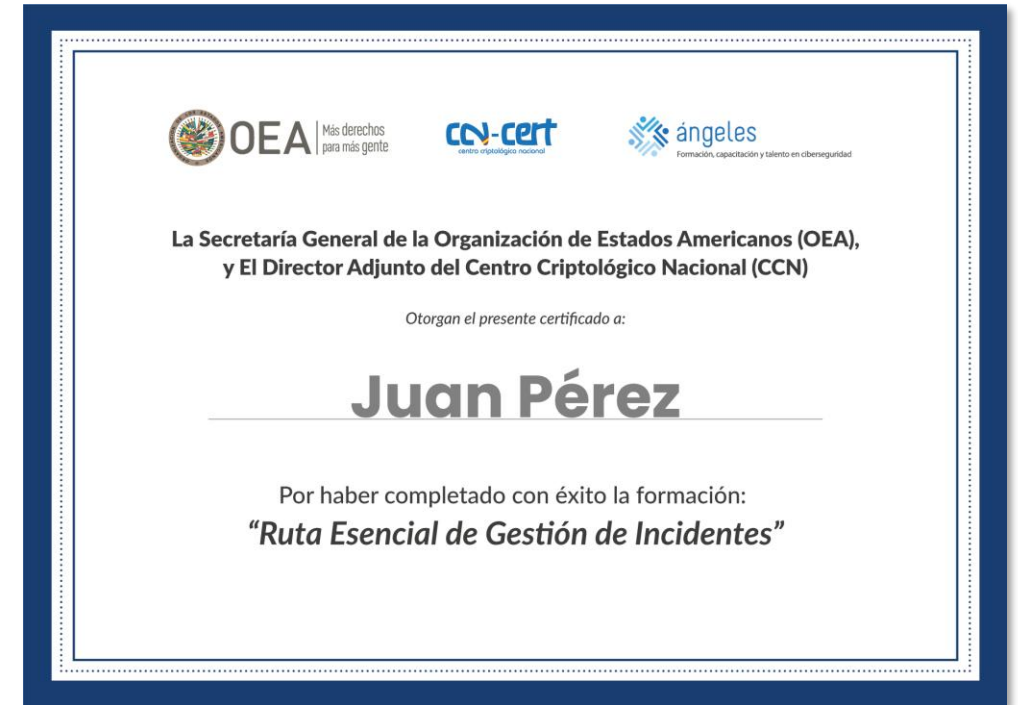 OEA
Más derechos
para más gente
ccn-cert
centro criptológico nacional
ángeles
Formación, capacitación y talento en ciberseguridad
La Secretaría General de la Organización de Estados Americanos (OEA),
y El Director Adjunto del Centro Criptológico Nacional (CCN)
Otorgan el presente certificado a:
Juan Pérez
Por haber completado con éxito la formación:
“Ruta Esencial de Gestión de Incidentes”